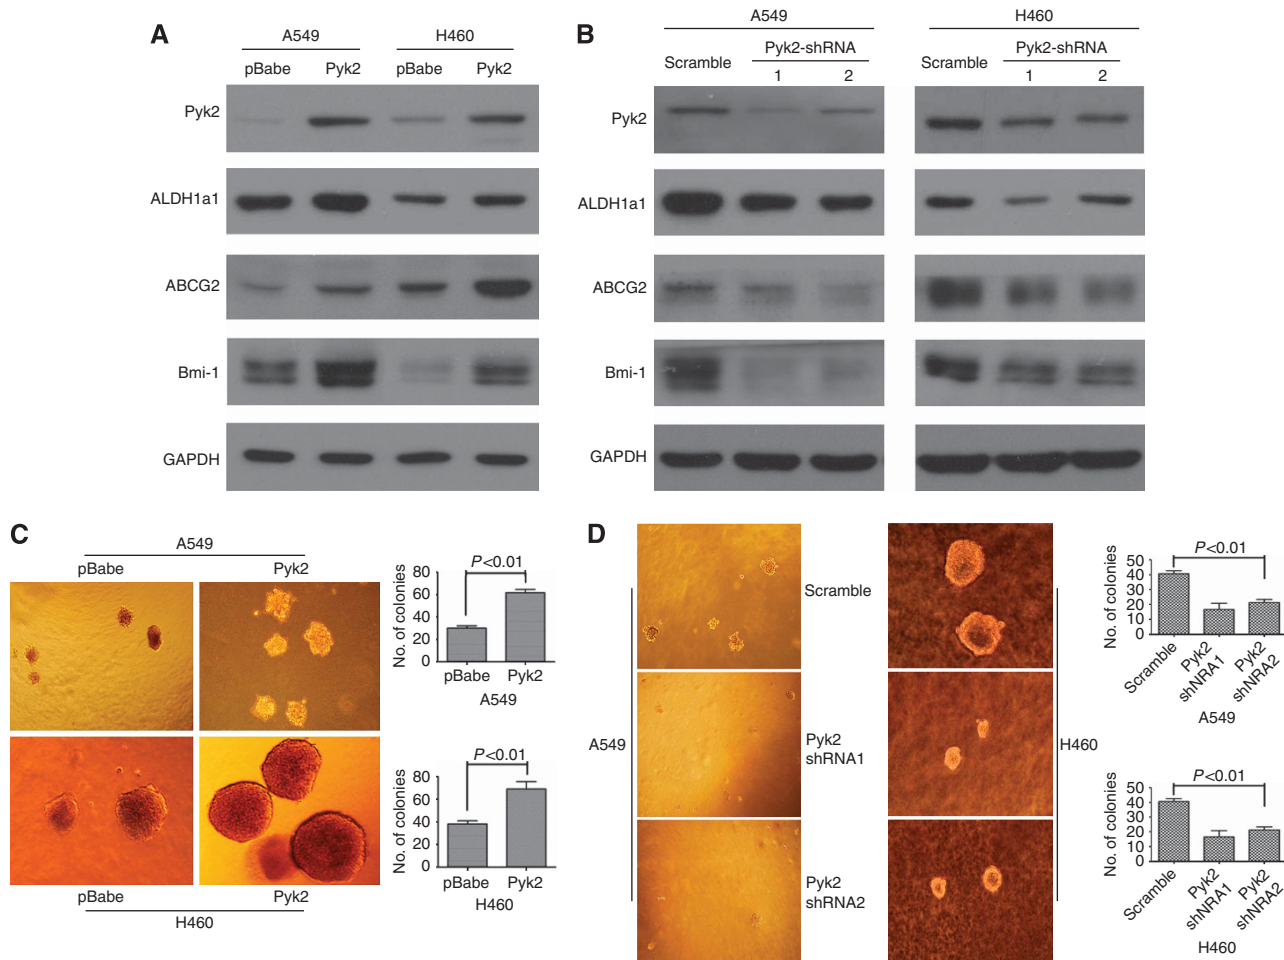 A
A549
H460
pBabe
Pyk2
pBabe
Pyk2
Pyk2
ALDH1a1
ABCG2
Bmi-1
GAPDH
B
A549
H460
Scramble
Pyk2-shRNA
1
2
Scramble
Pyk2-shRNA
1
2
Pyk2
ALDH1a1
ABCG2
Bmi-1
GAPDH
C
A549
pBabe
Pyk2
pBabe
Pyk2
H460
No. of colonies
80
60
40
20
0
P<0.01
pBabe
Pyk2
A549
No. of colonies
80
60
40
20
0
P<0.01
pBabe
Pyk2
H460
D
A549
Scramble
Pyk2
shRNA1
Pyk2
shRNA2
H460
No. of colonies
50
40
30
20
10
0
P<0.01
Scramble
Pyk2
shNRA1
Pyk2
shNRA2
A549
No. of colonies
50
40
30
20
10
0
P<0.01
Scramble
Pyk2
shNRA1
Pyk2
shNRA2
H460